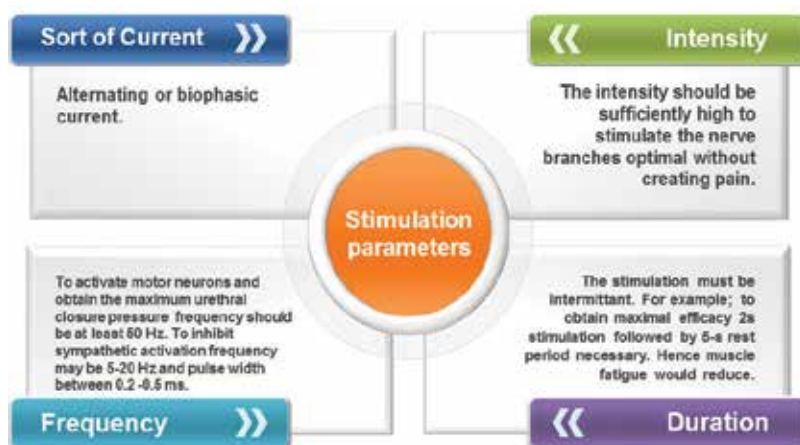 Sort of Current
Alternating or biophasic
current.
Intensity
The intensity should be
sufficiently high to
stimulate the nerve
branches optimal without
creating pain.
Stimulation
parameters
To activate motor neurons and
obtain the maximum urethral
closure pressure frequency should
be at least 50 Hz. To inhibit
sympathetic activation frequency
may be 5-20 Hz and pulse width
between 0.2 -0.5 ms.
Frequency
The stimulation must be
intermittant. For example; to
obtain maximal efficacy 2s
stimulation followed by 5-s rest
period necessary. Hence muscle
fatigue would reduce.
Duration